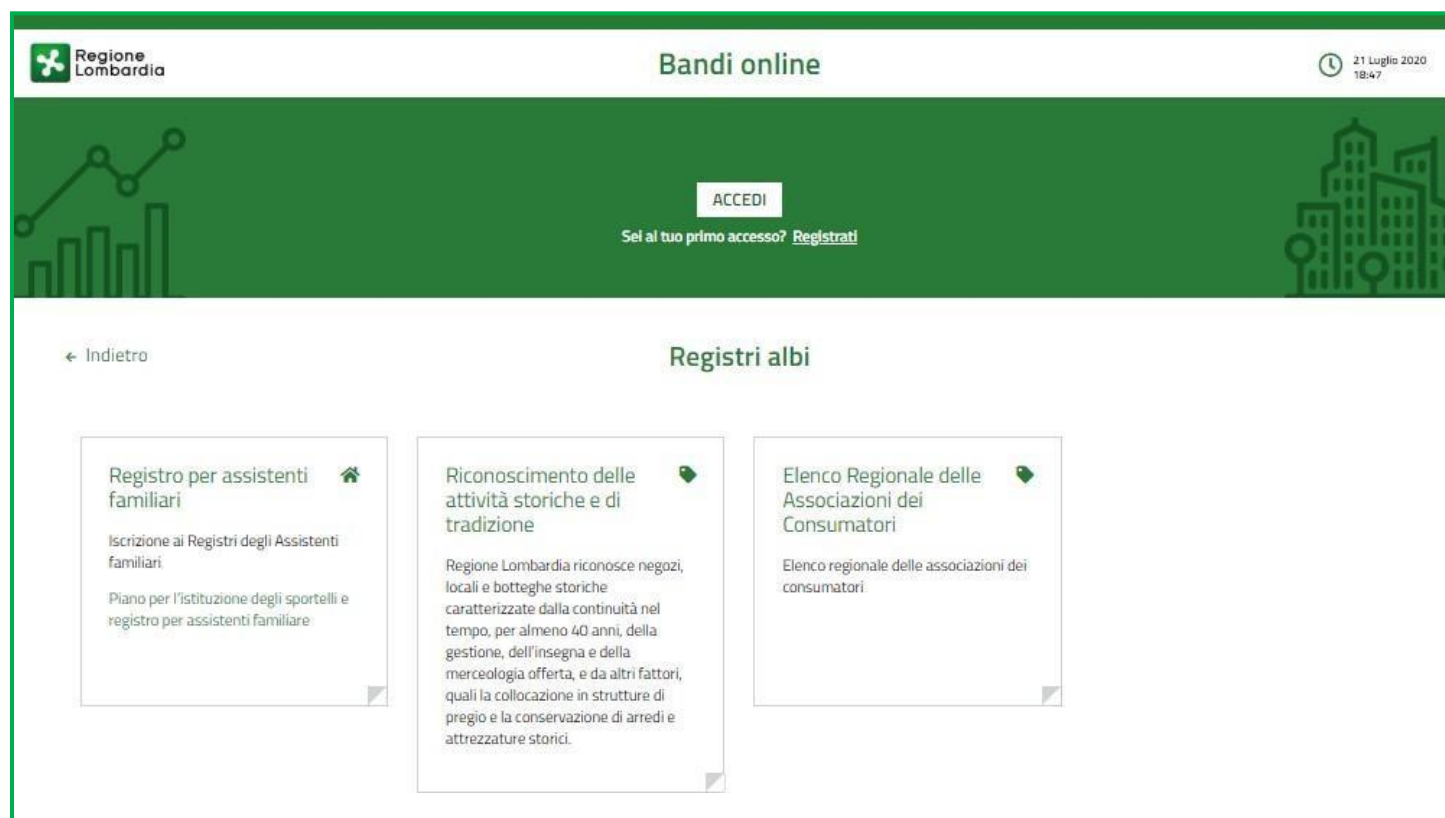 Regione
Lombardia
Bandi online
21 Luglio 2020
18:47
ACCEDI
Sei al tuo primo accesso? Registrati
← Indietro
Registri albi
Registro per assistenti
familiari
Iscrizione ai Registri degli Assistenti
familiari
Piano per l'istituzione degli sportelli e
registro per assistenti familiare
Riconoscimento delle
attività storiche e di
tradizione
Regione Lombardia riconosce negozi,
locali e botteghe storiche
caratterizzate dalla continuità nel
tempo, per almeno 40 anni, della
gestione, dell'insegna e della
merceologia offerta, e da altri fattori,
quali la collocazione in strutture di
pregio e la conservazione di arredi e
attrezzature storici.
Elenco Regionale delle
Associazioni dei
Consumatori
Elenco regionale delle associazioni dei
consumatori